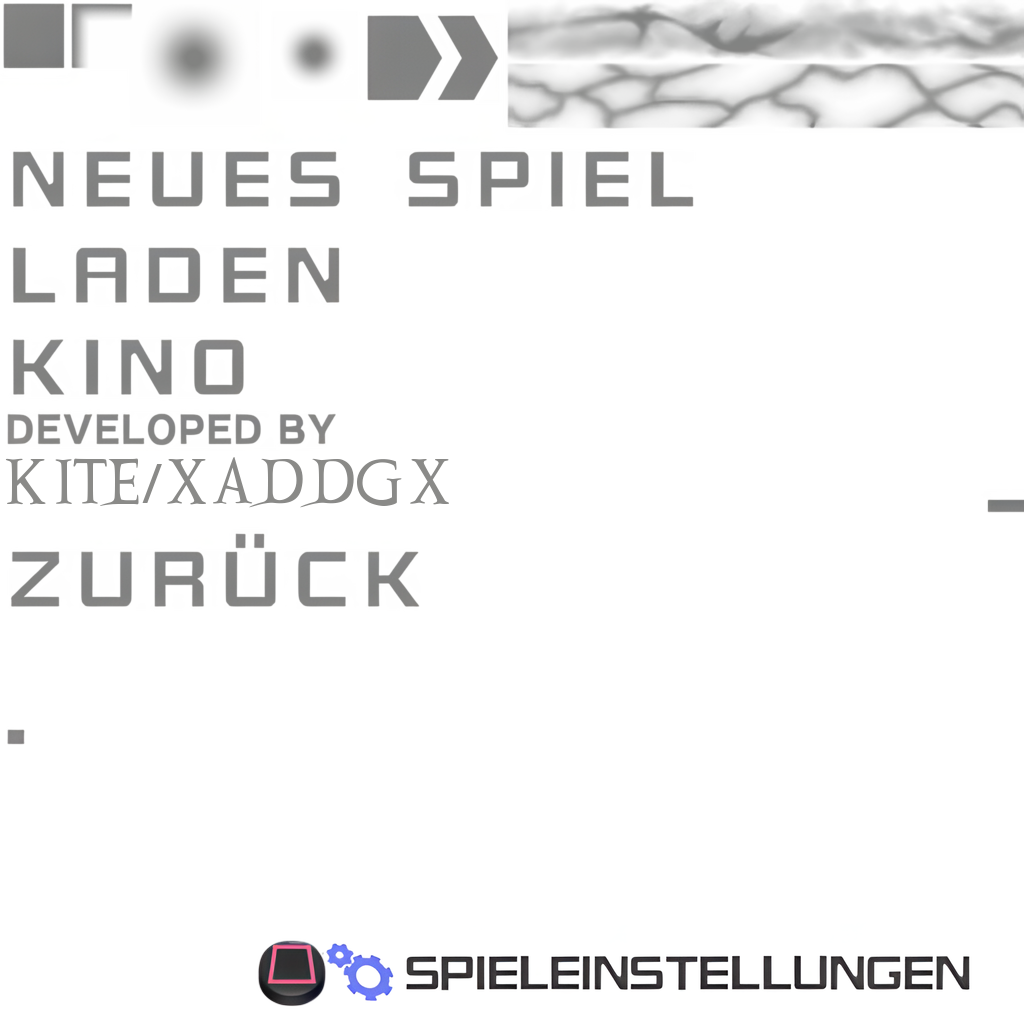 NEUES SPIEL
LADEN
KINO
DEVELOPED BY
KITE/XADDGX
ZURÜCK
SPIELEINSTELLUNGEN